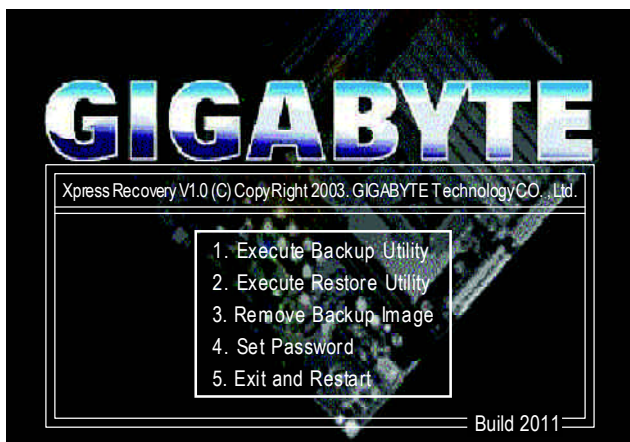 GIGABYTE
Xpress Recovery V1.0 (C) CopyRight 2003. GIGABYTE Technology CO. , Ltd.
1. Execute Backup Utility
2. Execute Restore Utility
3. Remove Backup Image
4. Set Password
5. Exit and Restart
Build 2011